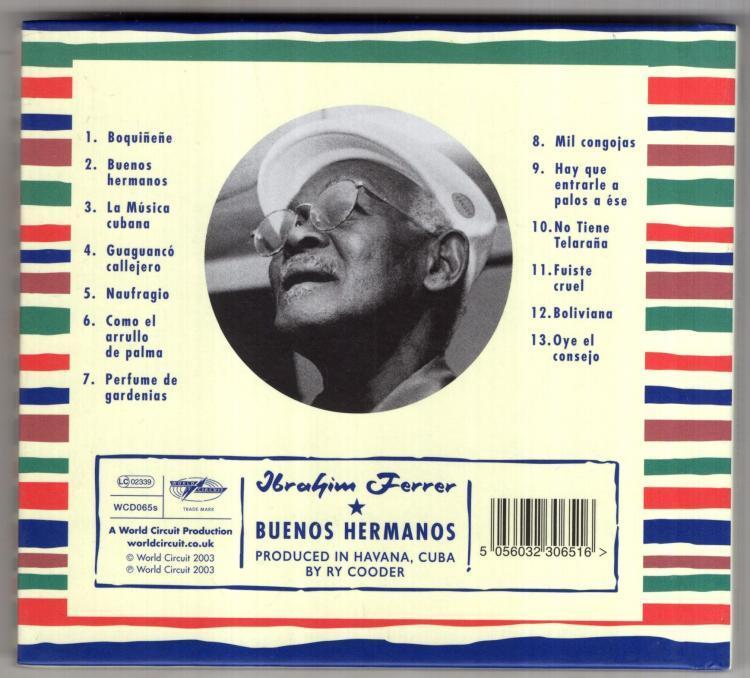 1. Boquiñeñe
2. Buenos
hermanos
3. La Música
cubana
4. Guaguancó
callejero
5. Naufragio
6. Como el
arrullo
de palma
7. Perfume de
gardenias
8. Mil congojas
9. Hay que
entrarle a
palos a ése
10. No Tiene
Telaraña
11. Fuiste
cruel
12. Boliviana
13. Oye el
consejo
LC 02339
WORLD
CIRCUIT
WCD065s
TRADE MARK
A World Circuit Production
worldcircuit.co.uk
© World Circuit 2003
℗ World Circuit 2003
Ibrahim Ferrer
★
BUENOS HERMANOS
PRODUCED IN HAVANA, CUBA
BY RY COODER
5 056032 306516 >